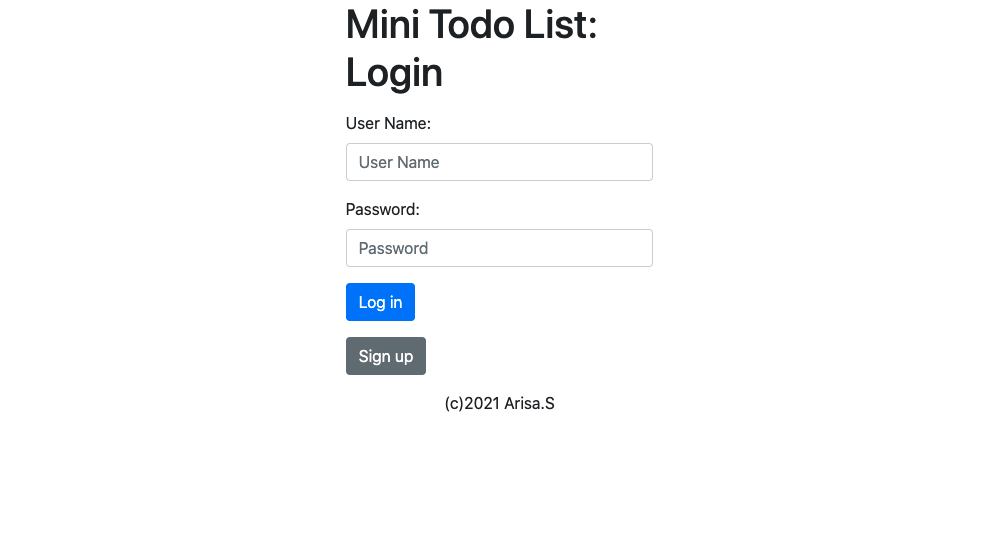 Mini Todo List:
Login
User Name:
User Name
Password:
Password
Log in
Sign up
(c)2021 Arisa.S